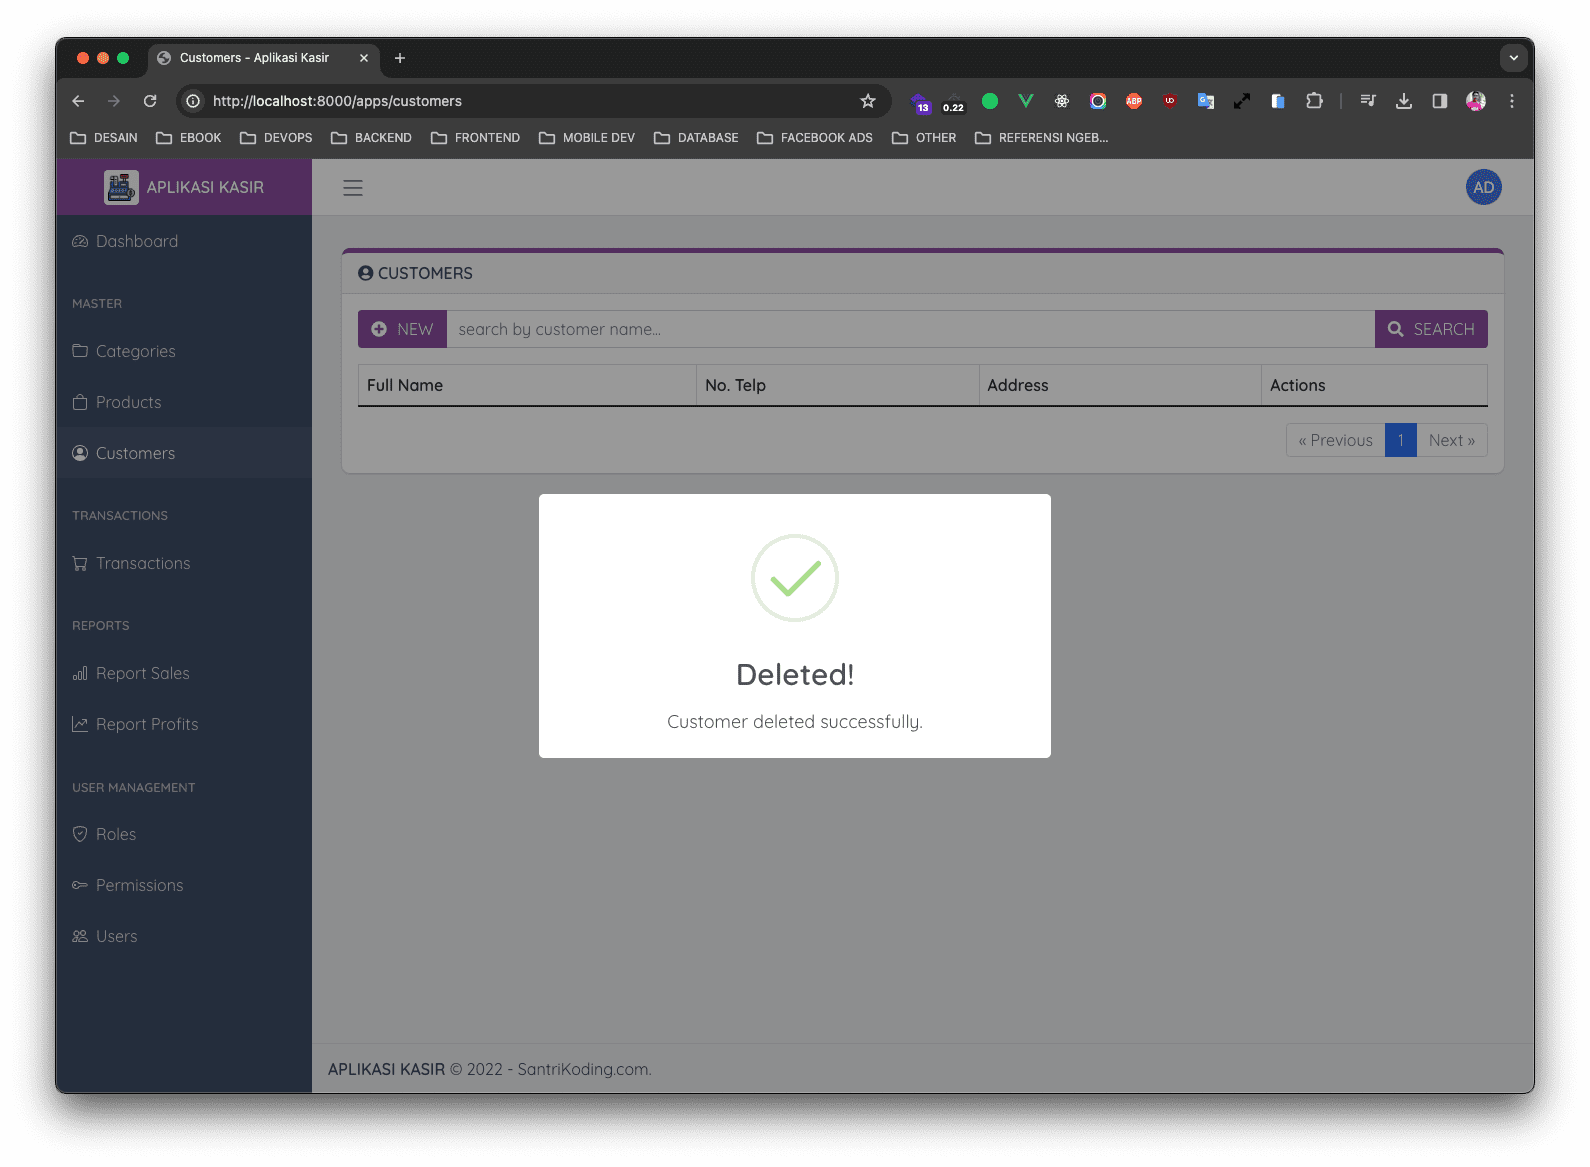 Customers - Aplikasi Kasir
http://localhost:8000/apps/customers
13
0.22
ABP
UD
DESAIN
EBOOK
DEVOPS
BACKEND
FRONTEND
MOBILE DEV
DATABASE
FACEBOOK ADS
OTHER
REFERENSI NGEB...
APLIKASI KASIR
AD
Dashboard
MASTER
Categories
Products
Customers
TRANSACTIONS
Transactions
REPORTS
Report Sales
Report Profits
USER MANAGEMENT
Roles
Permissions
Users
CUSTOMERS
NEW
search by customer name...
SEARCH
Full Name
No. Telp
Address
Actions
« Previous
1
Next »
Deleted!
Customer deleted successfully.
APLIKASI KASIR © 2022 - SantriKoding.com.